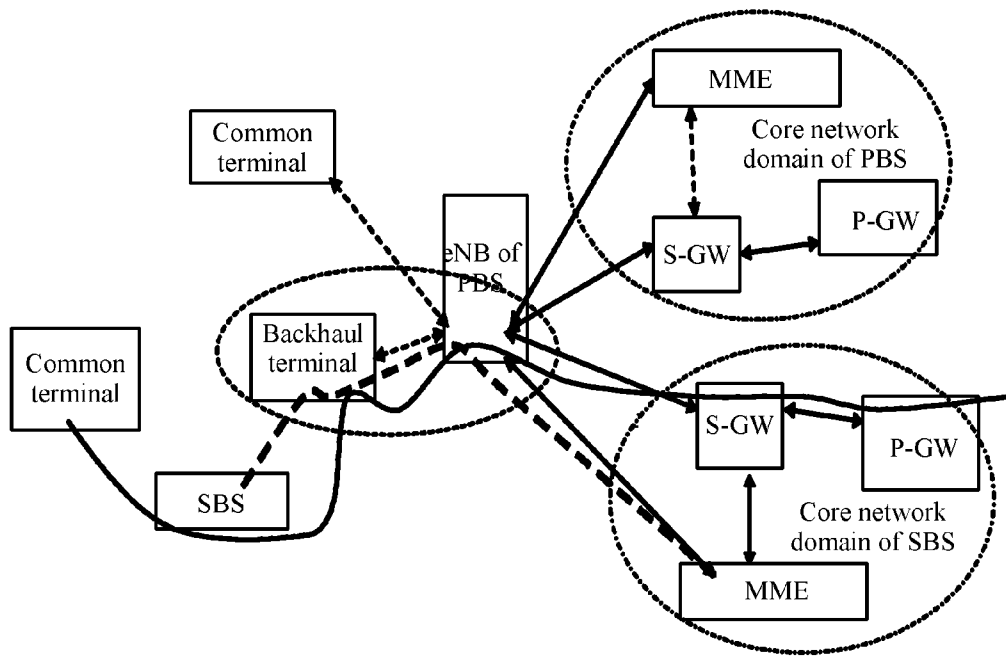 MME
Common
terminal
Core network
domain of PBS
P-GW
S-GW
eNB of
PBS
Backhaul
terminal
Common
terminal
S-GW
P-GW
SBS
Core network
domain of SBS
MME